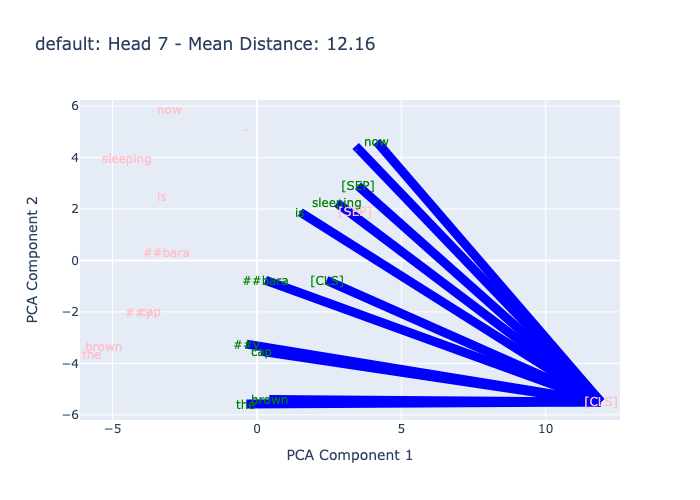 default: Head 7 - Mean Distance: 12.16
6
now
.
now
4
sleeping
[SEP]
is
sleeping
2
[SEP]
is
##bara
0
##bara
[CLS]
−2
##y
cap
##y
cap
brown
−4
the
brown
the
[CLS]
−6
−5
0
5
10
PCA Component 1
PCA Component 2